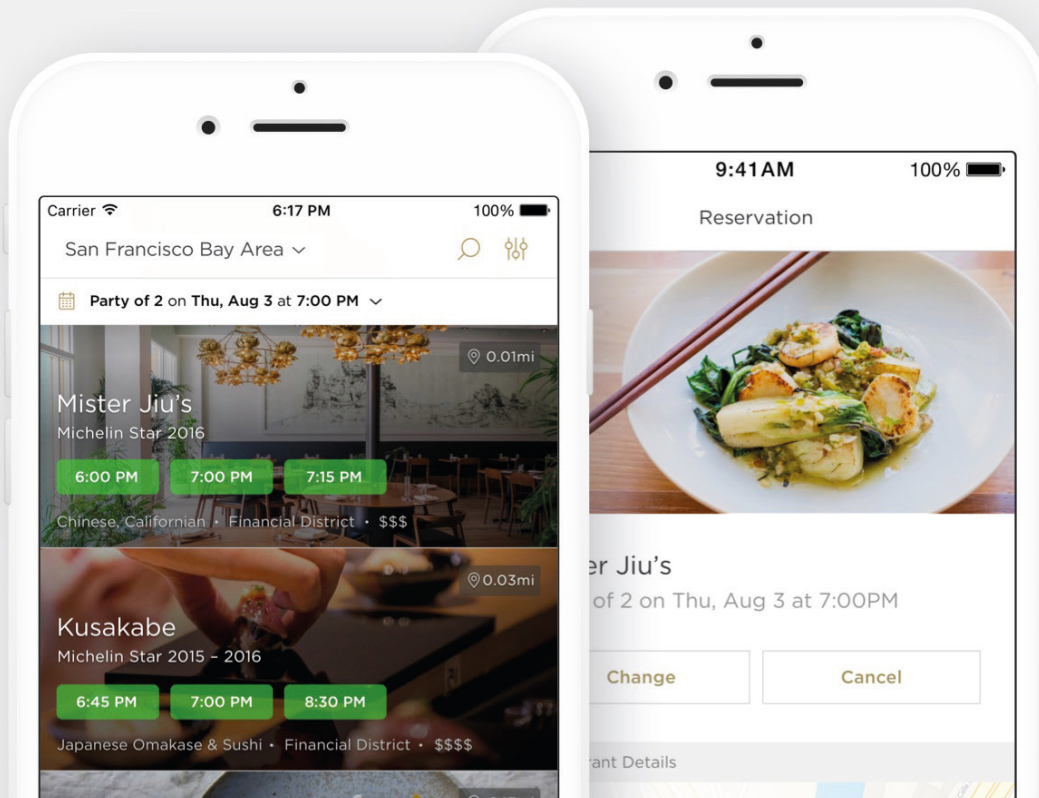 Carrier
6:17 PM
100%
San Francisco Bay Area
Party of 2 on Thu, Aug 3 at 7:00 PM
0.01mi
Mister Jiu's
Michelin Star 2016
6:00 PM 7:00 PM 7:15 PM
Chinese, Californian • Financial District • $$$
0.03mi
Kusakabe
Michelin Star 2015 – 2016
6:45 PM 7:00 PM 8:30 PM
Japanese Omakase & Sushi • Financial District • $$$$
9:41AM
100%
Reservation
er Jiu's
of 2 on Thu, Aug 3 at 7:00PM
Change Cancel
rant Details